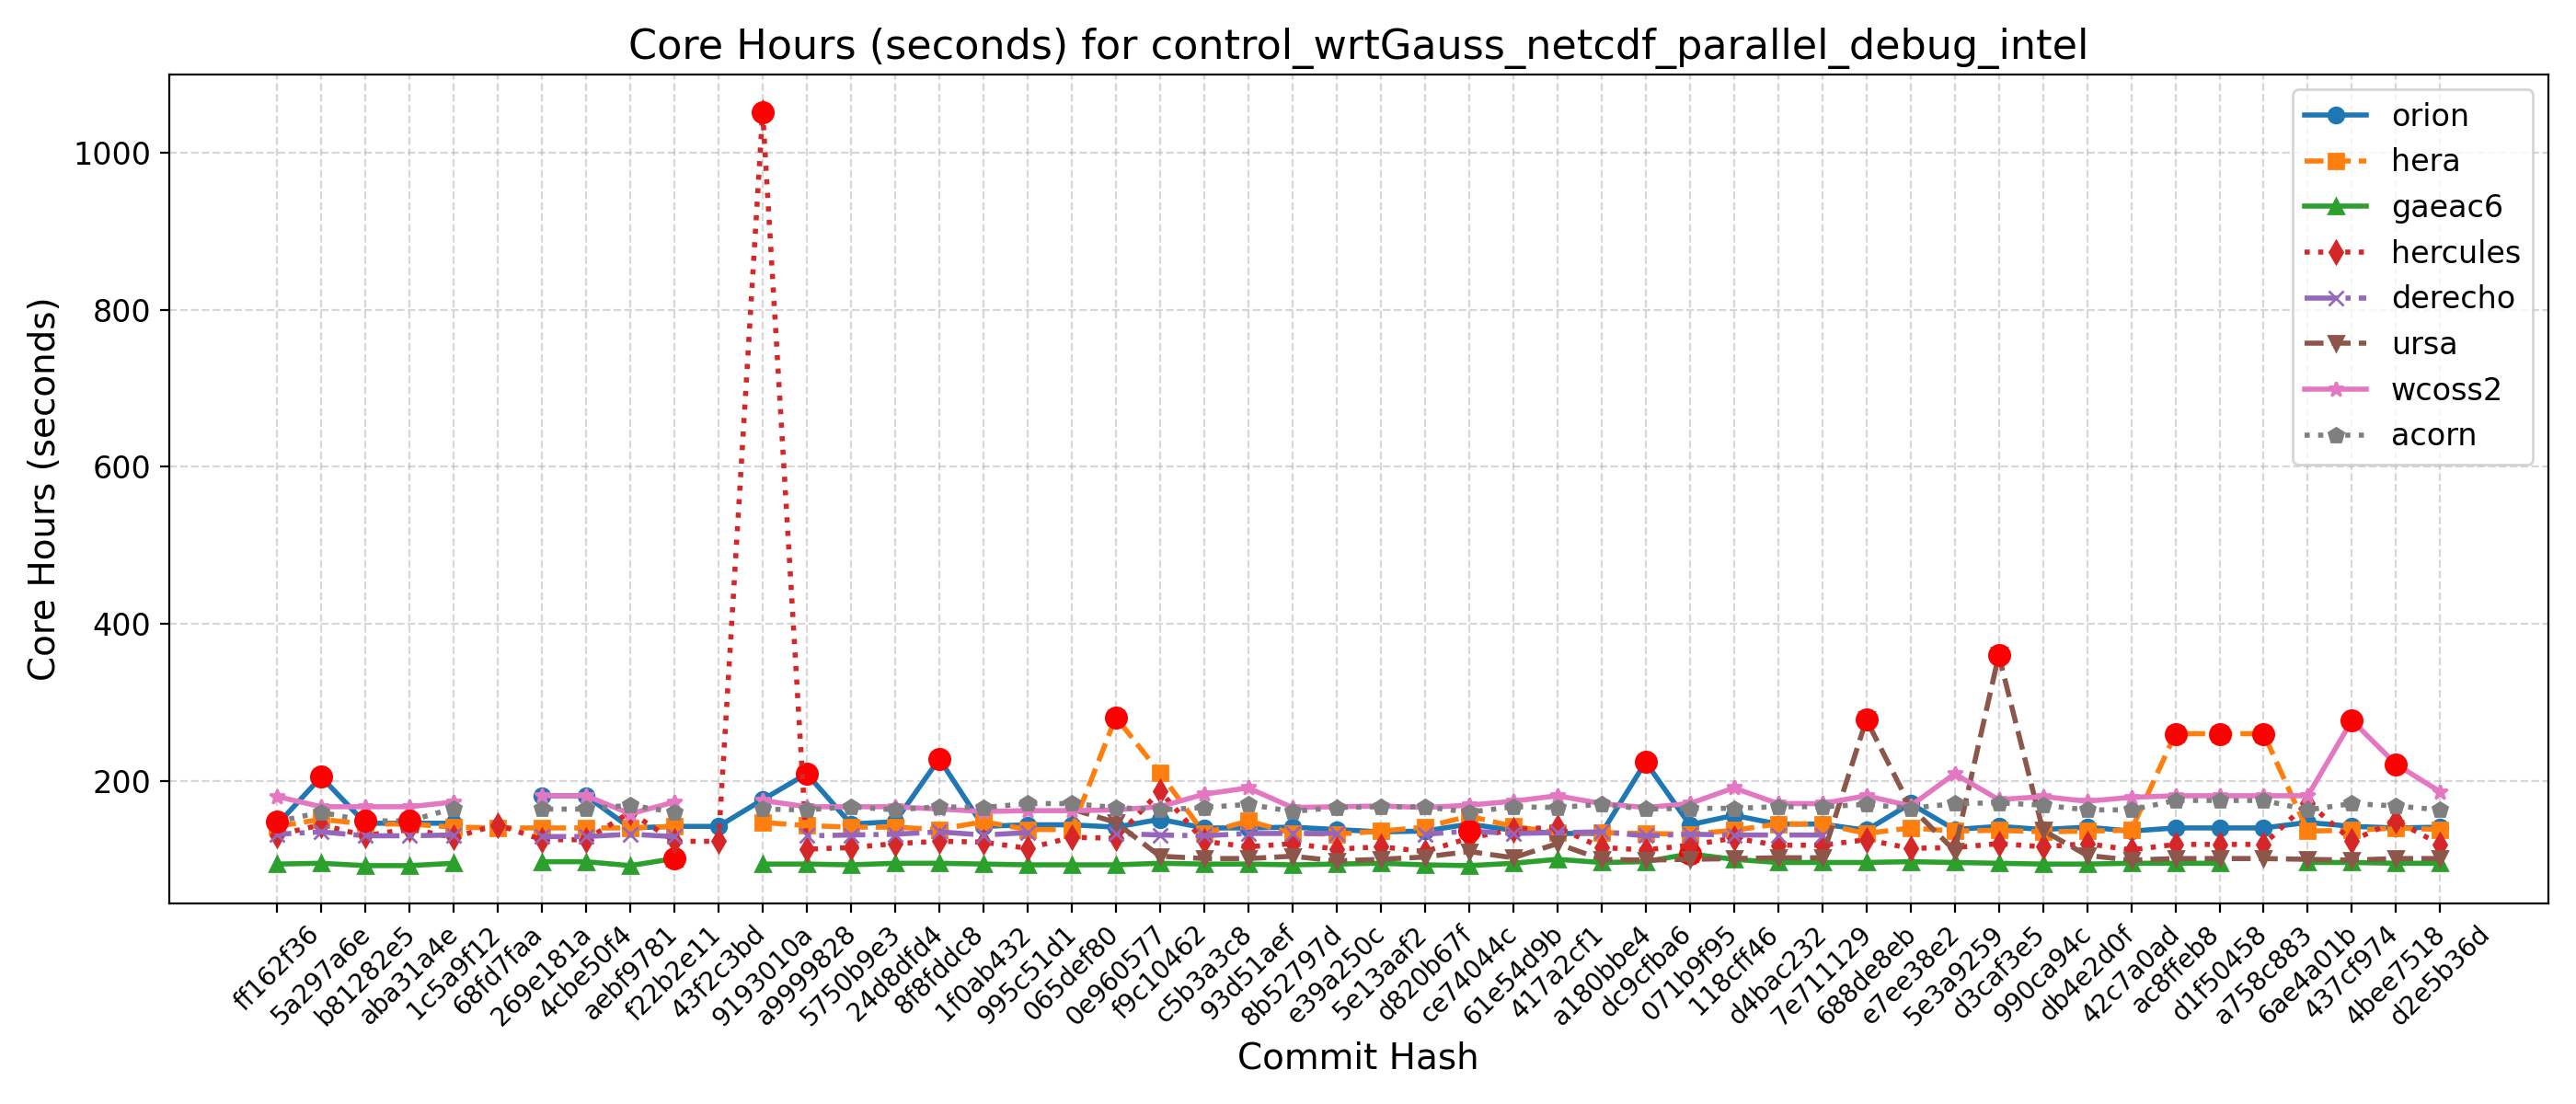 Core Hours (seconds) for control_wrtGauss_netcdf_parallel_debug_intel
Core Hours (seconds)
1000
800
600
400
200
orion
hera
gaeac6
hercules
derecho
ursa
wcoss2
acorn
ff162f36
5a297a6e
b81282e5
aba31a4e
1c5a9f12
68fd7faa
269e181a
4cbe50f4
aebf9781
f22b2e11
43f2c3bd
9193010a
a9999828
5750b9e3
24d8dfd4
8f8fddc8
1f0ab432
995c51d1
065def80
0e960577
f9c10462
c5b3a3c8
93d51aef
8b52797d
e39a250c
5e13aaf2
d820b67f
ce74044c
61e54d9b
417a2cf1
a180bbe4
dc9cfba6
071b9f95
118cff46
d4bac232
7e711129
688de8eb
e7ee38e2
5e3a9259
d3caf3e5
990ca94c
db4e2d0f
42c7a0ad
ac8ffeb8
d1f50458
a758c883
6ae4a01b
437cf974
4bee7518
d2e5b36d
Commit Hash